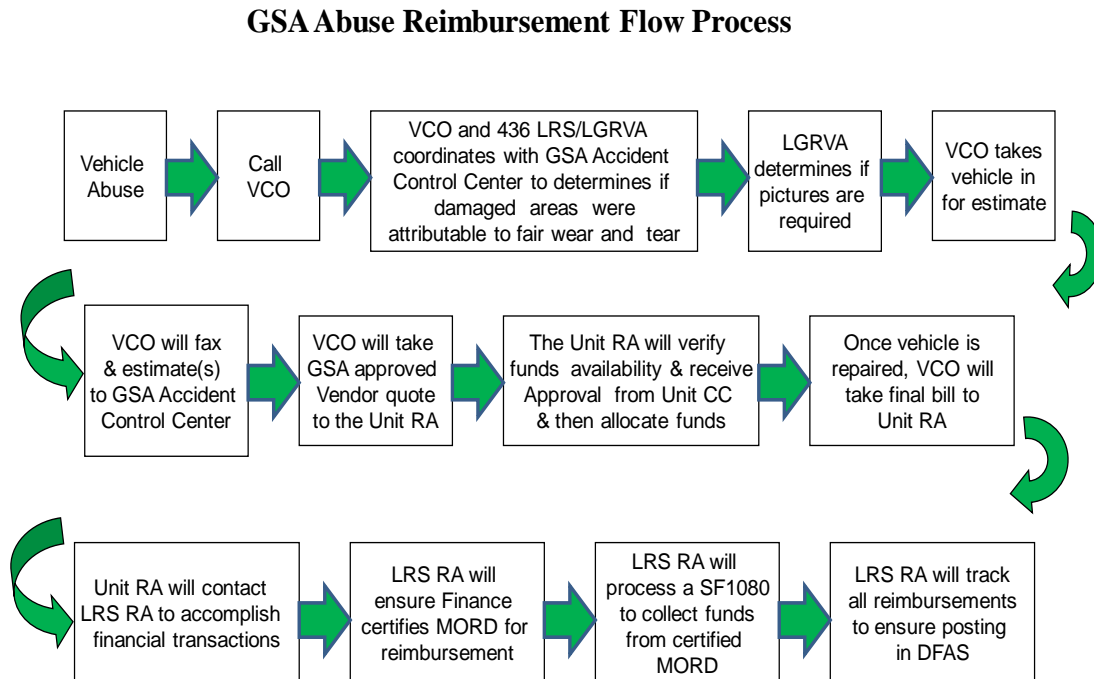 GSA Abuse Reimbursement Flow Process
Vehicle
Abuse
Call
VCO
VCO and 436 LRS/LGRVA
coordinates with GSA Accident
Control Center to determines if
damaged areas were
attributable to fair wear and tear
LGRVA
determines if
pictures are
required
VCO takes
vehicle in
for estimate
VCO will fax
& estimate(s)
to GSA Accident
Control Center
VCO will take
GSA approved
Vendor quote
to the Unit RA
The Unit RA will verify
funds availability & receive
Approval from Unit CC
& then allocate funds
Once vehicle is
repaired, VCO will
take final bill to
Unit RA
Unit RA will contact
LRS RA to accomplish
financial transactions
LRS RA will
ensure Finance
certifies MORD for
reimbursement
LRS RA will
process a SF1080
to collect funds
from certified
MORD
LRS RA will track
all reimbursements
to ensure posting
in DFAS